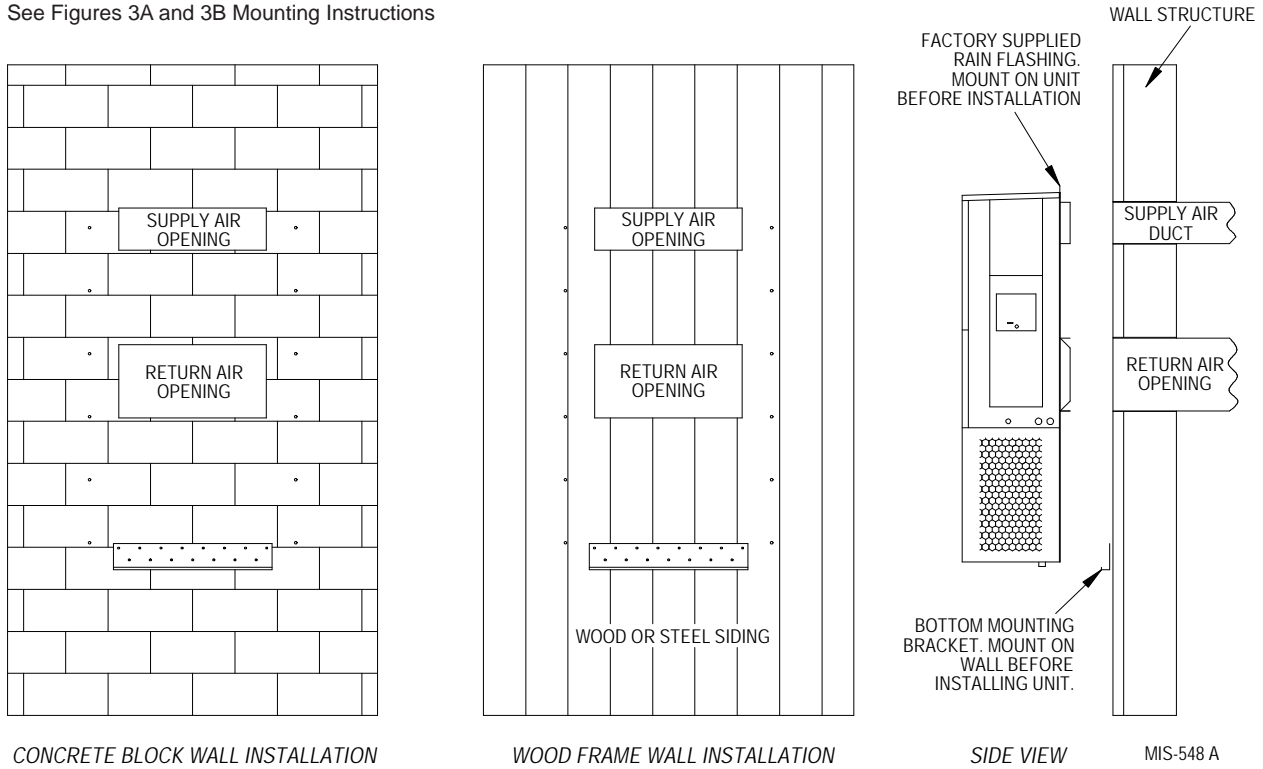 See Figures 3A and 3B Mounting Instructions
WALL STRUCTURE
FACTORY SUPPLIED
RAIN FLASHING.
MOUNT ON UNIT
BEFORE INSTALLATION
SUPPLY AIR
OPENING
SUPPLY AIR
OPENING
SUPPLY AIR
DUCT
RETURN AIR
OPENING
RETURN AIR
OPENING
RETURN AIR
OPENING
WOOD OR STEEL SIDING
BOTTOM MOUNTING
BRACKET. MOUNT ON
WALL BEFORE
INSTALLING UNIT.
CONCRETE BLOCK WALL INSTALLATION
WOOD FRAME WALL INSTALLATION
SIDE VIEW
MIS-548 A